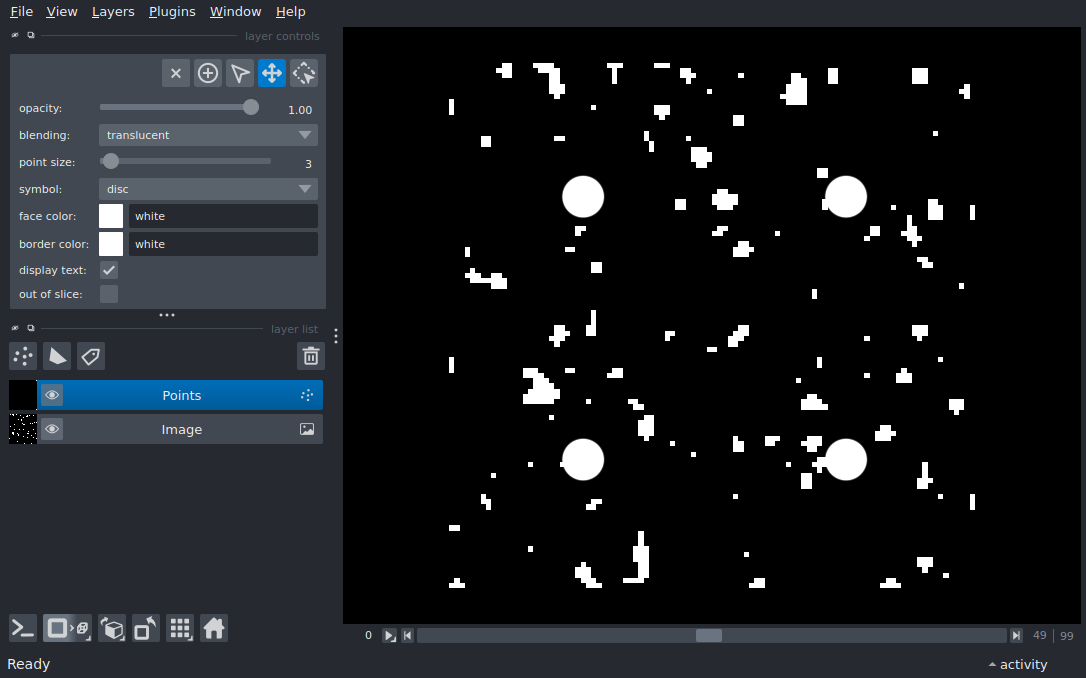 File View Layers Plugins Window Help
layer controls
opacity: 1.00
blending: translucent
point size: 3
symbol: disc
face color: white
border color: white
display text:
out of slice:
layer list
Points
Image
0 49 99
Ready activity